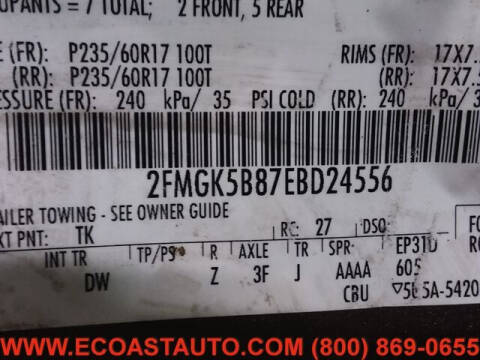 UPANTS = 7 TOTAL; 2 FRONT, 5 REAR
E (FR): P235/60R17 100T RIMS (FR): 17X7.
(RR): P235/60R17 100T (RR): 17X7.5
ESSURE (FR): 240 kPa/ 35 PSI COLD (RR): 240 kPa/ 3
2FMGK5B87EBD24556
AILER TOWING - SEE OWNER GUIDE
XT PNT: TK RC: 27 DSO:
INT TR TP/PS R AXLE TR SPR EP31D
DW Z 3F J AAAA 605
CBU
WWW.ECOASTAUTO.COM (800) 869-0655